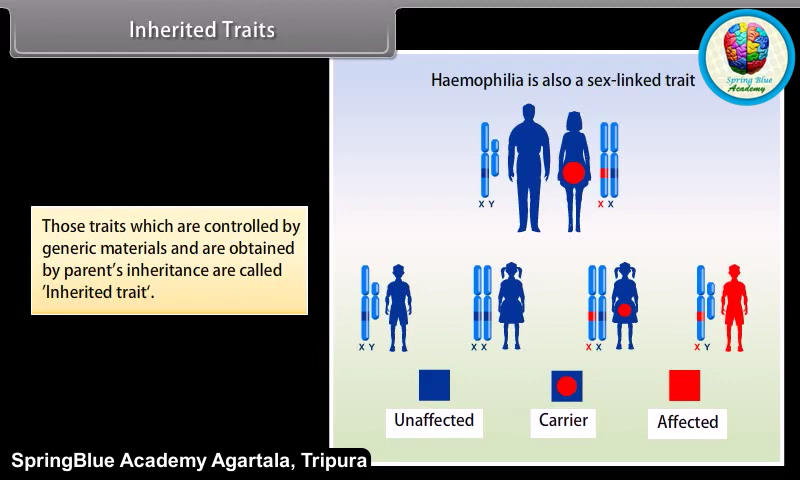 Inherited Traits
Spring Blue
Academy
Haemophilia is also a sex-linked trait
X Y
X X
Those traits which are controlled by
generic materials and are obtained
by parent's inheritance are called
'Inherited trait'.
X Y
X X
X X
X Y
Unaffected
Carrier
Affected
SpringBlue Academy Agartala, Tripura